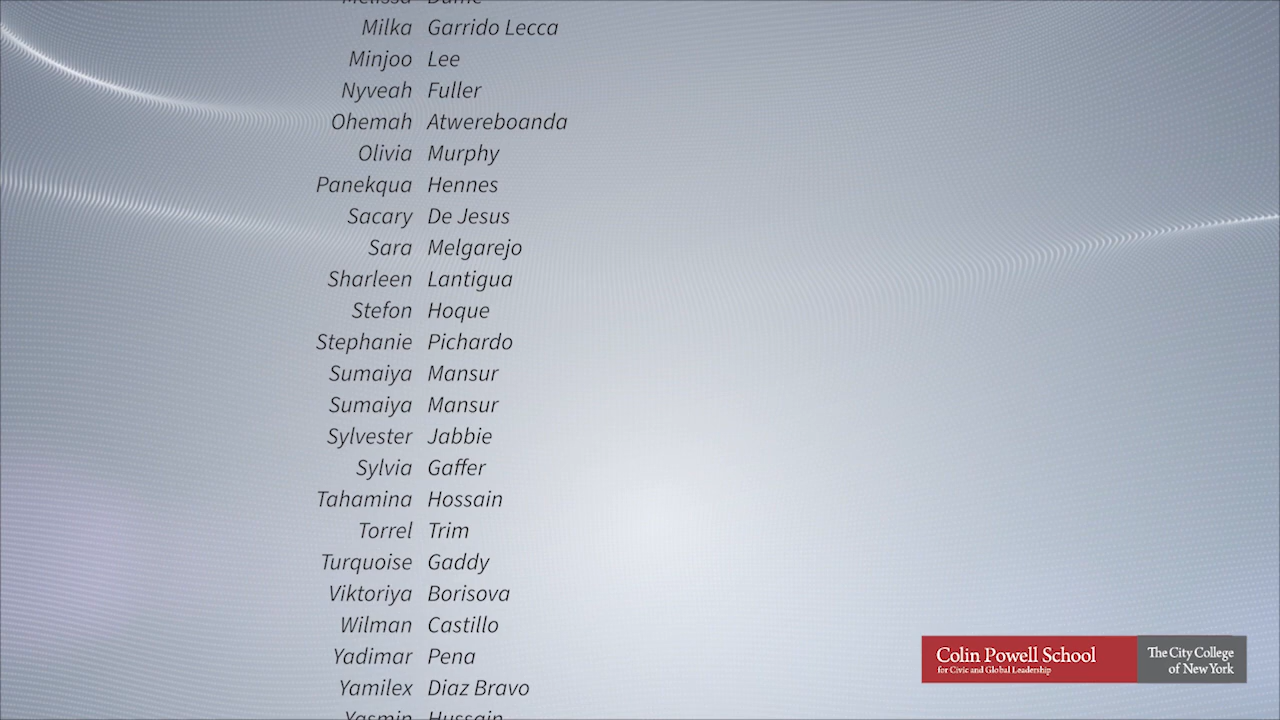 Milka Garrido Lecca
Minjoo Lee
Nyveah Fuller
Ohemah Atwereboanda
Olivia Murphy
Panekqua Hennes
Sacary De Jesus
Sara Melgarejo
Sharleen Lantigua
Stefon Hoque
Stephanie Pichardo
Sumaiya Mansur
Sumaiya Mansur
Sylvester Jabbie
Sylvia Gaffer
Tahamina Hossain
Torrel Trim
Turquoise Gaddy
Viktoriya Borisova
Wilman Castillo
Yadimar Pena
Yamilex Diaz Bravo
Colin Powell School
for Civic and Global Leadership
The City College
of New York